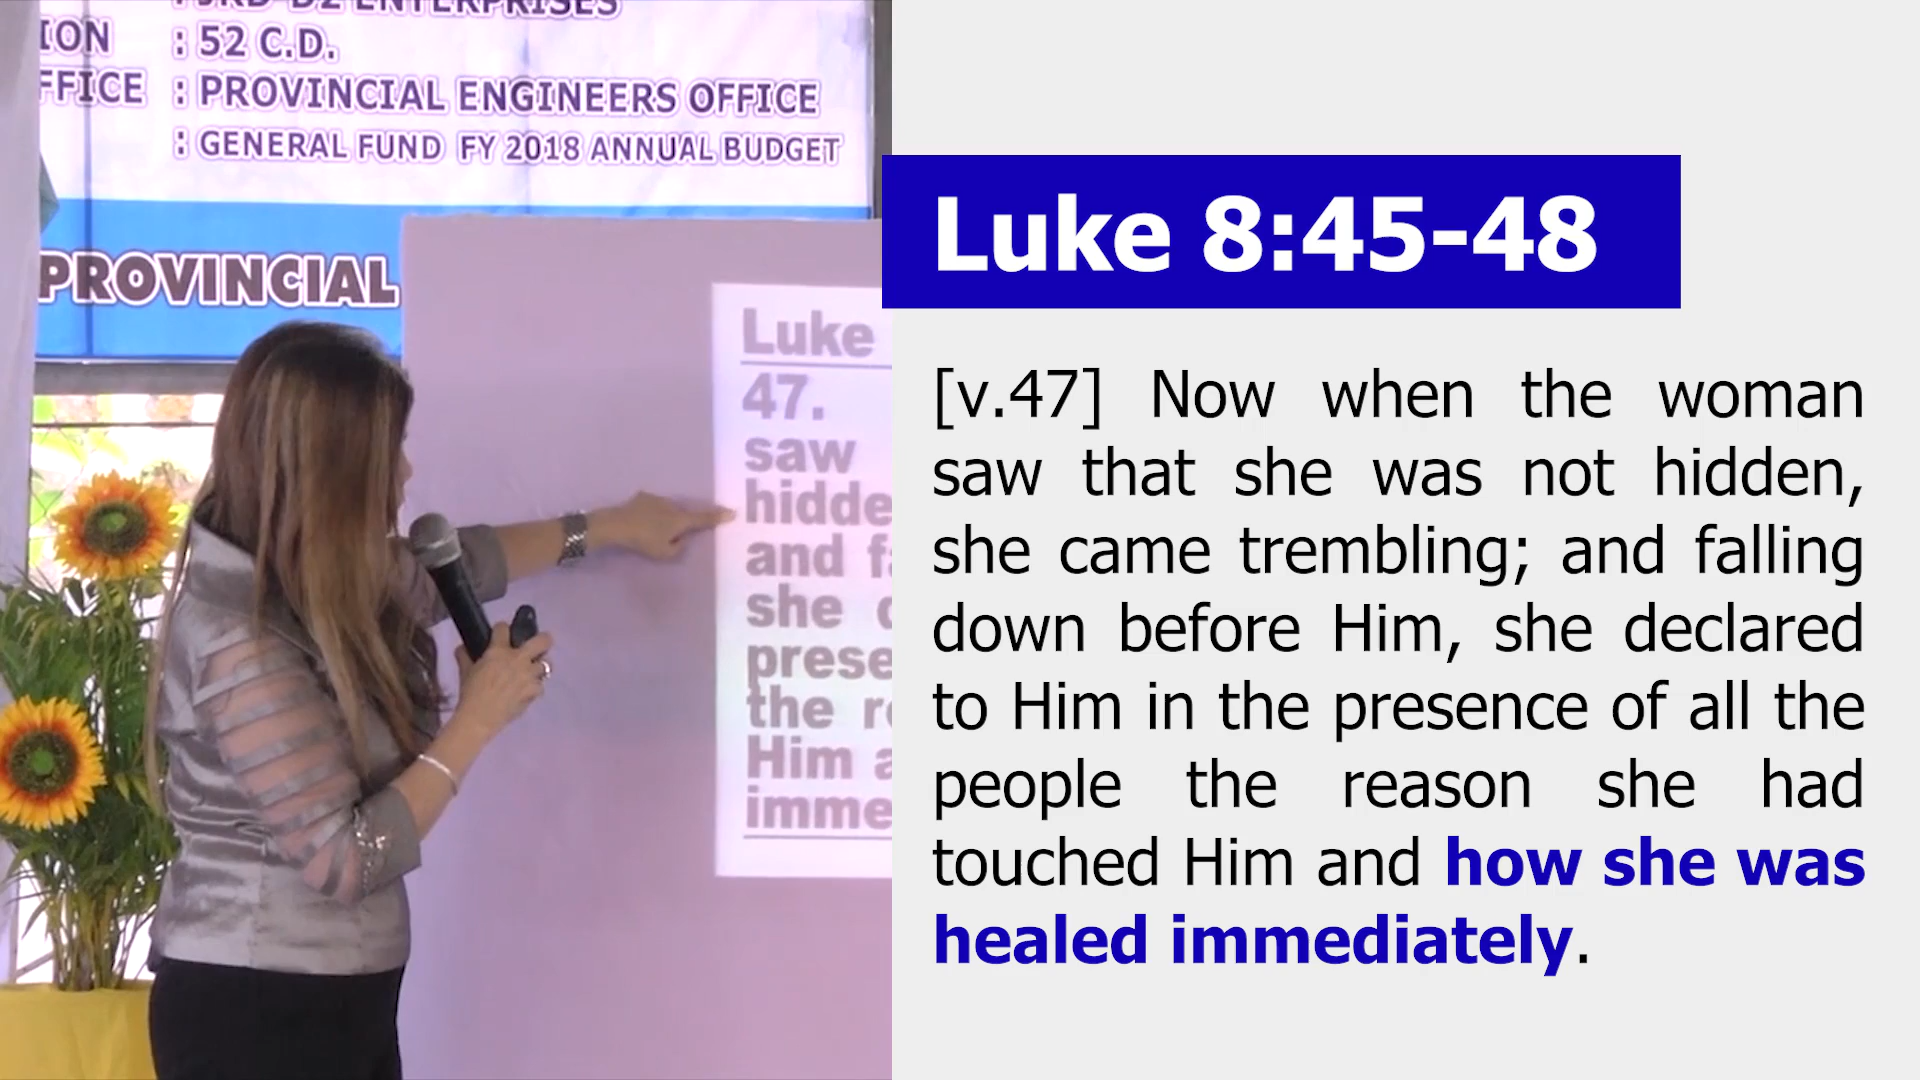 : JRD-DZ ENTERPRISES
ION : 52 C.D.
FFICE : PROVINCIAL ENGINEERS OFFICE
: GENERAL FUND FY 2018 ANNUAL BUDGET
PROVINCIAL
Luke
47.
saw
hidde
and f
she
prese
the r
Him a
imme
Luke 8:45-48
[v.47] Now when the woman
saw that she was not hidden,
she came trembling; and falling
down before Him, she declared
to Him in the presence of all the
people the reason she had
touched Him and how she was
healed immediately.